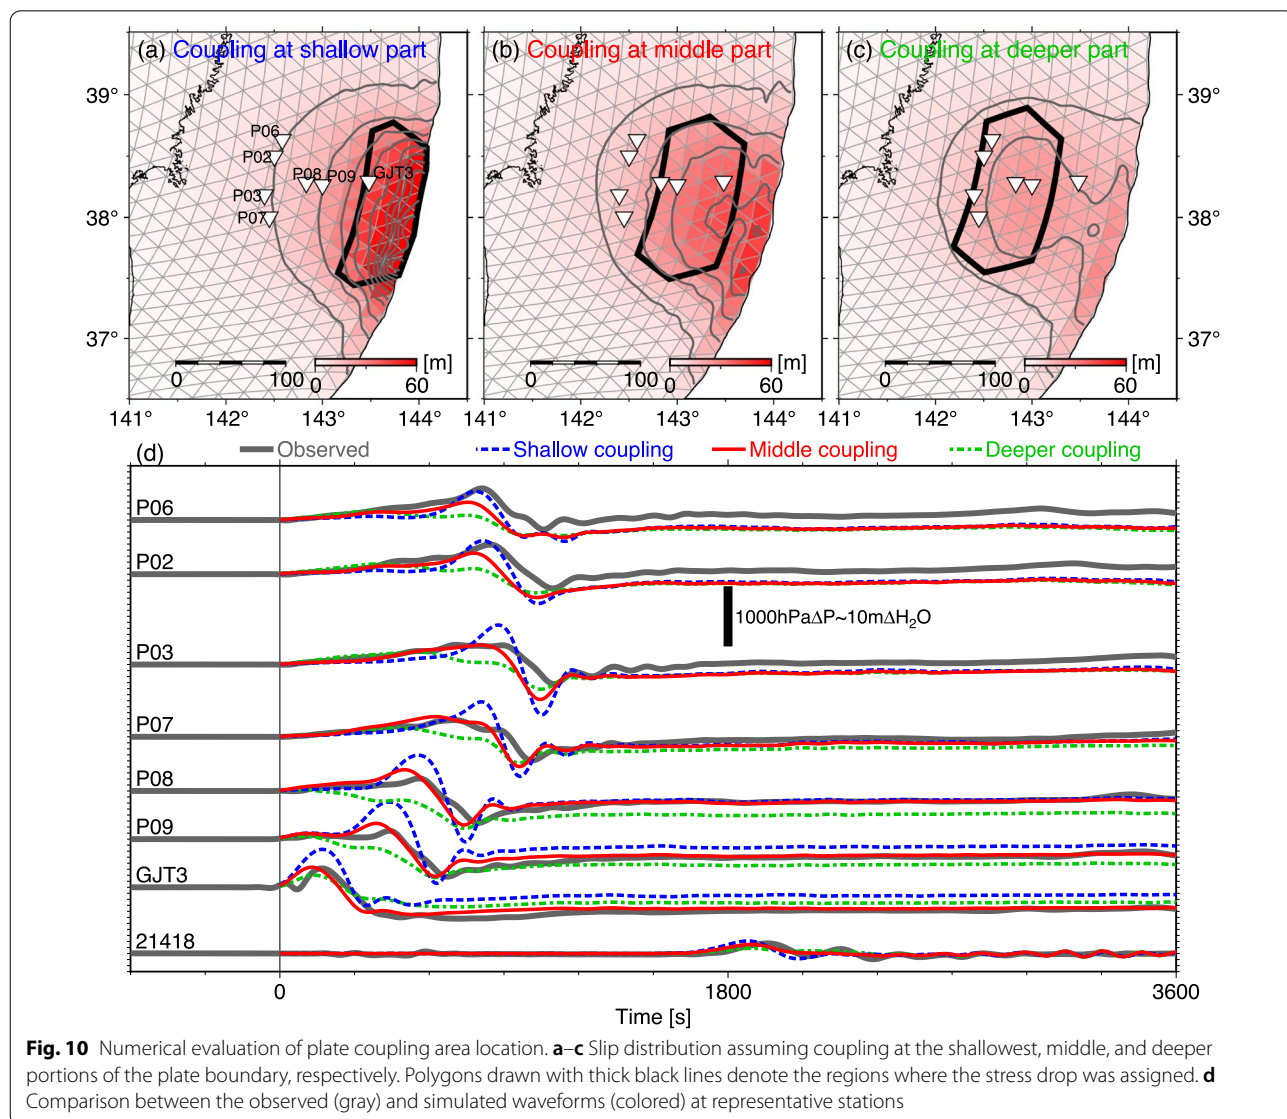 (a) Coupling at shallow part
(b) Coupling at middle part
(c) Coupling at deeper part
39°
38°
37°
39°
38°
37°
P06
P02
P08
P09
GJT3
P03
P07
[m]
0
100
0
60
[m]
0
100
0
60
[m]
0
100
0
60
141°
142°
143°
144°
141°
142°
143°
144°
141°
142°
143°
144°
(d)
Observed
Shallow coupling
Middle coupling
Deeper coupling
P06
P02
1000hPaΔP~10mΔH₂O
P03
P07
P08
P09
GJT3
21418
0
1800
3600
Time [s]
Fig. 10 Numerical evaluation of plate coupling area location. a–c Slip distribution assuming coupling at the shallowest, middle, and deeper
portions of the plate boundary, respectively. Polygons drawn with thick black lines denote the regions where the stress drop was assigned. d
Comparison between the observed (gray) and simulated waveforms (colored) at representative stations